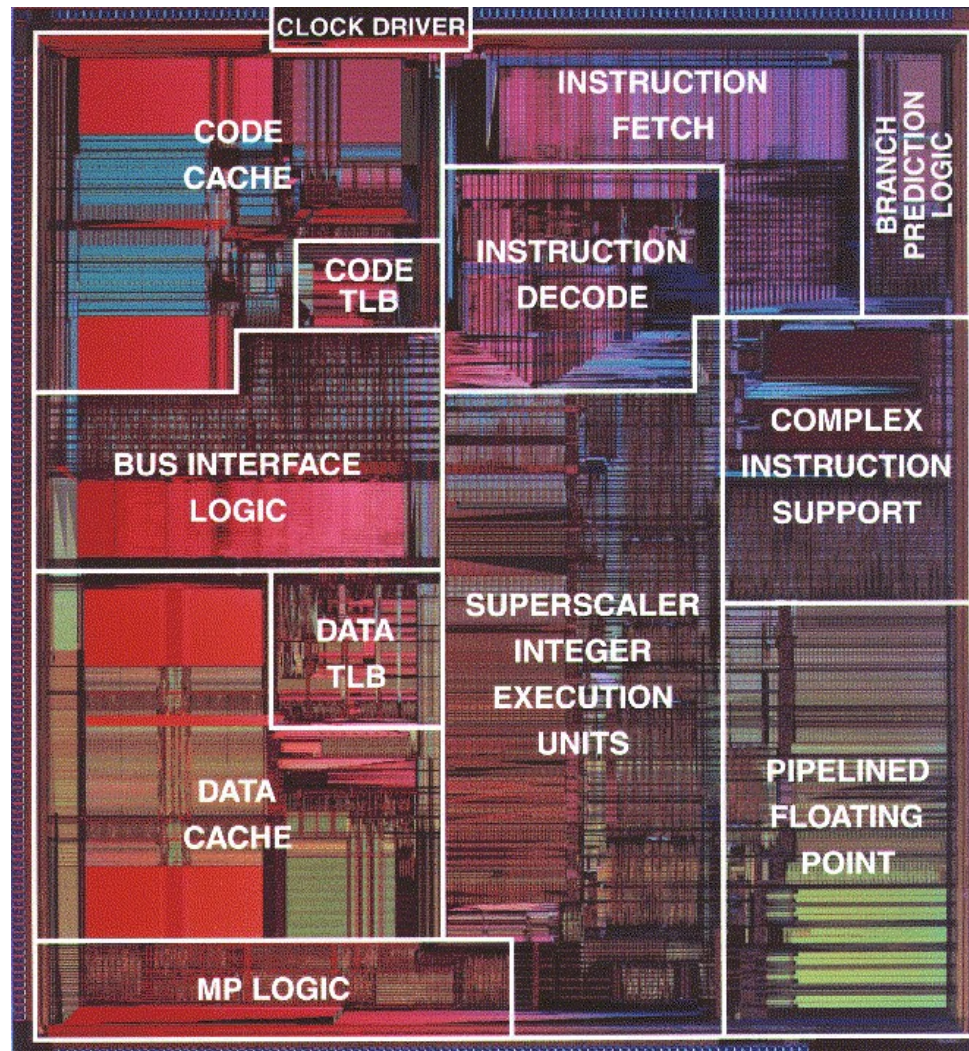 CLOCK DRIVER
CODE
CACHE
INSTRUCTION
FETCH
BRANCH
PREDICTION
LOGIC
CODE
TLB
INSTRUCTION
DECODE
BUS INTERFACE
LOGIC
COMPLEX
INSTRUCTION
SUPPORT
DATA
TLB
SUPERSCALER
INTEGER
EXECUTION
UNITS
DATA
CACHE
PIPELINED
FLOATING
POINT
MP LOGIC